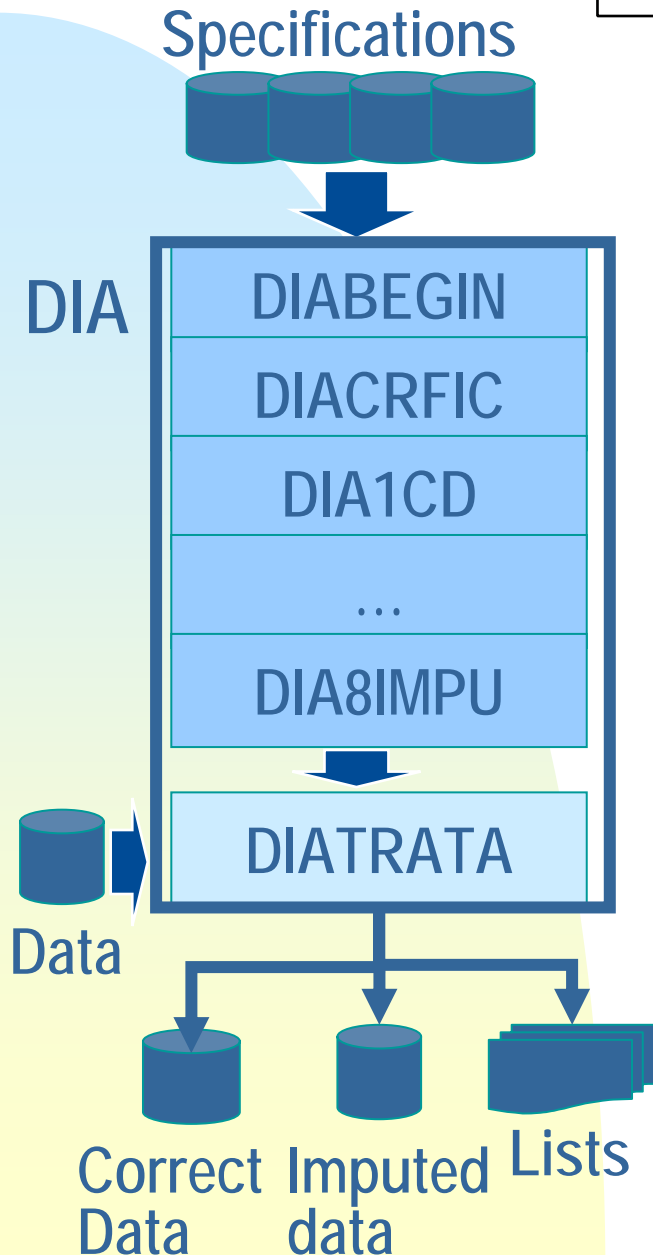 Specifications
DIA
DIABEGIN
DIACRFIC
DIA1CD
...
DIA8IMPU
DIATRATA
Data
Correct
Data
Imputed
data
Lists